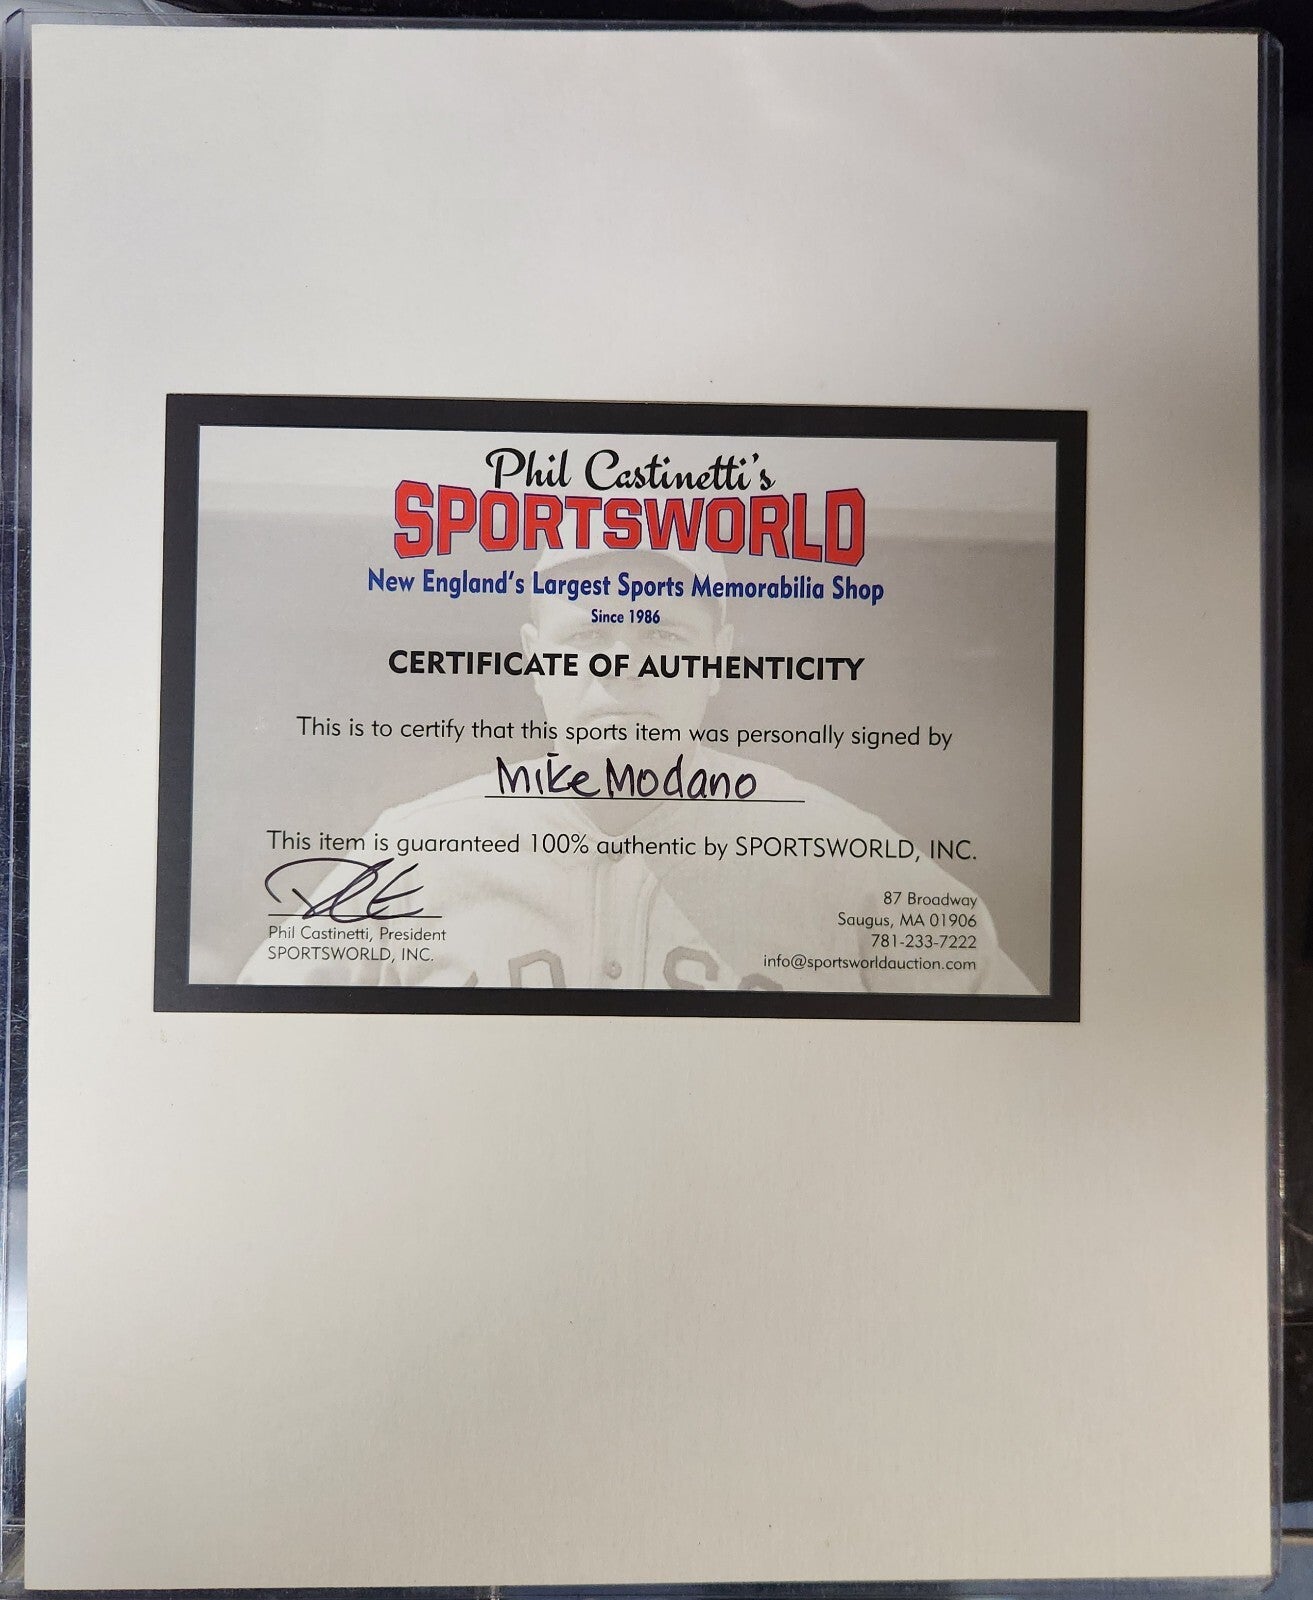 Phil Castinetti's
SPORTSWORLD
New England's Largest Sports Memorabilia Shop
Since 1986
CERTIFICATE OF AUTHENTICITY
This is to certify that this sports item was personally signed by
Mike Modano
This item is guaranteed 100% authentic by SPORTSWORLD, INC.
Phil Castinetti, President
SPORTSWORLD, INC.
87 Broadway
Saugus, MA 01906
781-233-7222
info@sportsworldauction.com